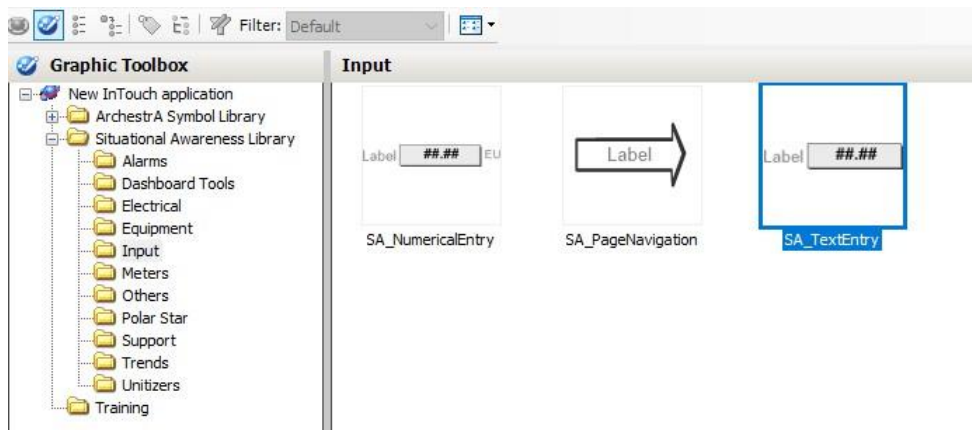 Filter: Default
Graphic Toolbox
New InTouch application
ArchestrA Symbol Library
Situational Awareness Library
Alarms
Dashboard Tools
Electrical
Equipment
Input
Meters
Others
Polar Star
Support
Trends
Unitizers
Training
Input
Label ##.## EU
SA_NumericalEntry
Label
SA_PageNavigation
Label ##.##
SA_TextEntry